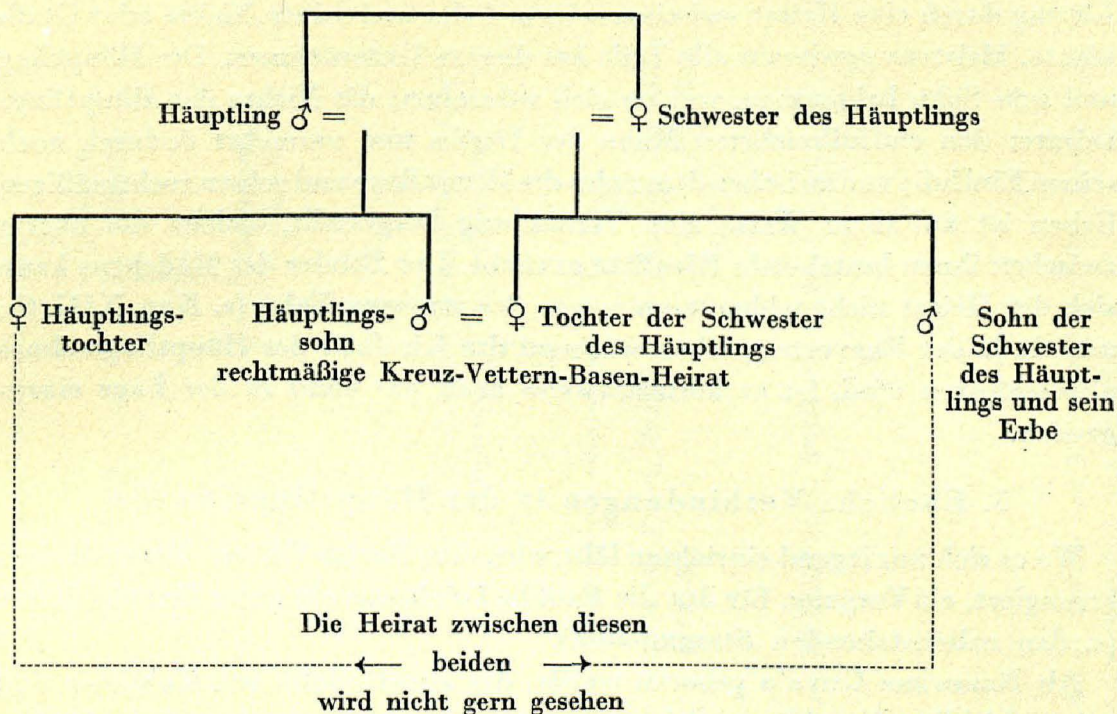 Häuptling ♂ =
= ♀ Schwester des Häuptlings
♀ Häuptlings-
tochter
Häuptlings-
sohn
♂ = ♀
Tochter der Schwester
des Häuptlings
rechtmäßige Kreuz-Vettern-Basen-Heirat
♂ Sohn der
Schwester
des Häupt-
lings und sein
Erbe
Die Heirat zwischen diesen
← beiden →
wird nicht gern gesehen